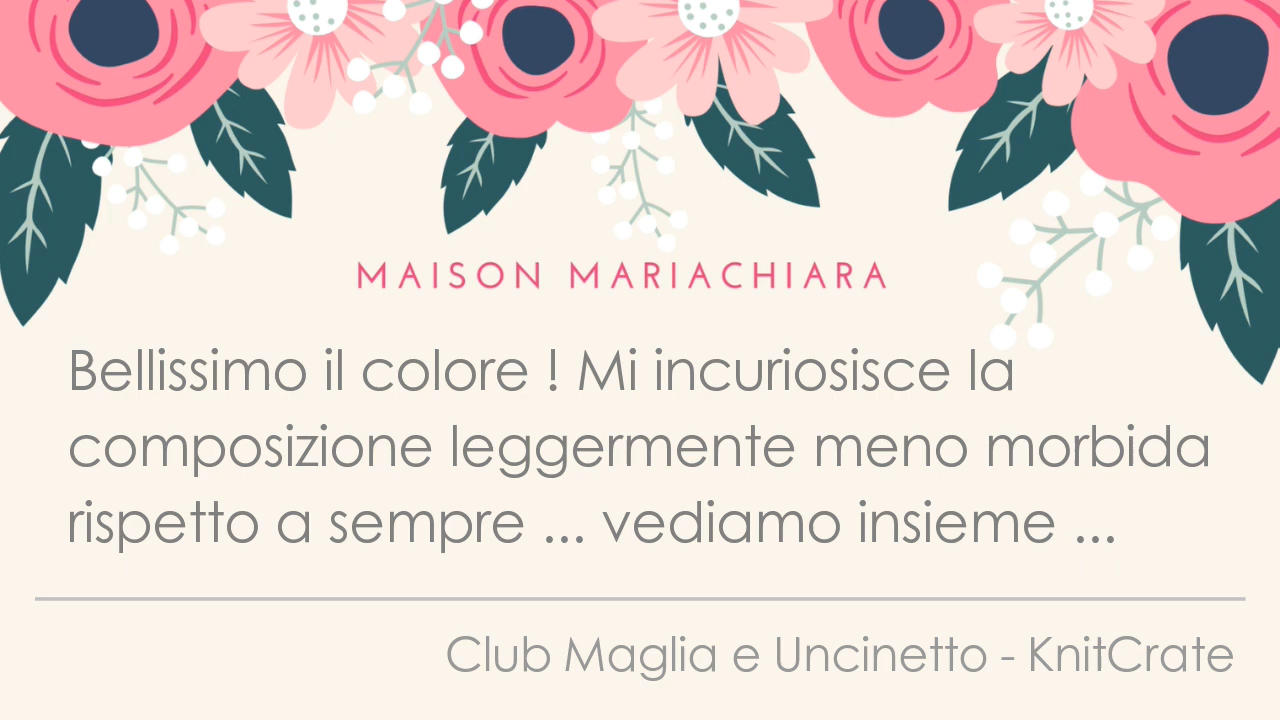 MAISON MARIACHIARA
Bellissimo il colore ! Mi incuriosisce la
composizione leggermente meno morbida
rispetto a sempre ... vediamo insieme ...
Club Maglia e Uncinetto - KnitCrate